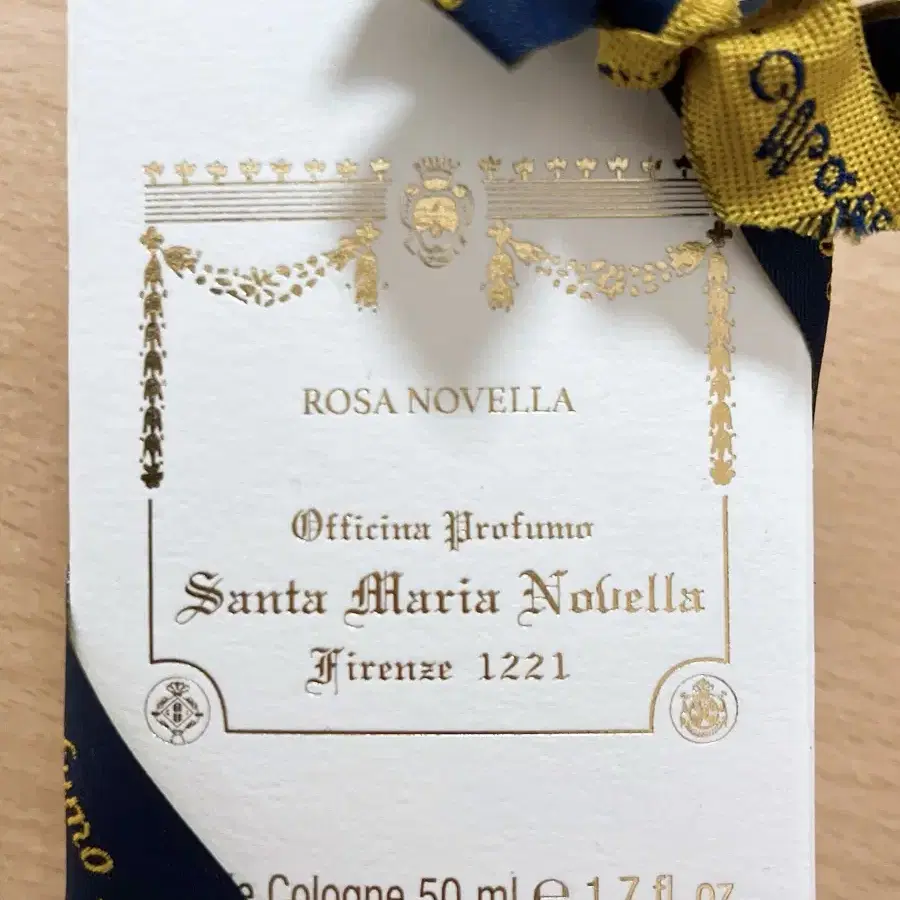 ROSA NOVELLA
Officina Profumo
Santa Maria Novella
Firenze 1221
Cologne 50 ml ℮ 1.7 fl. oz.